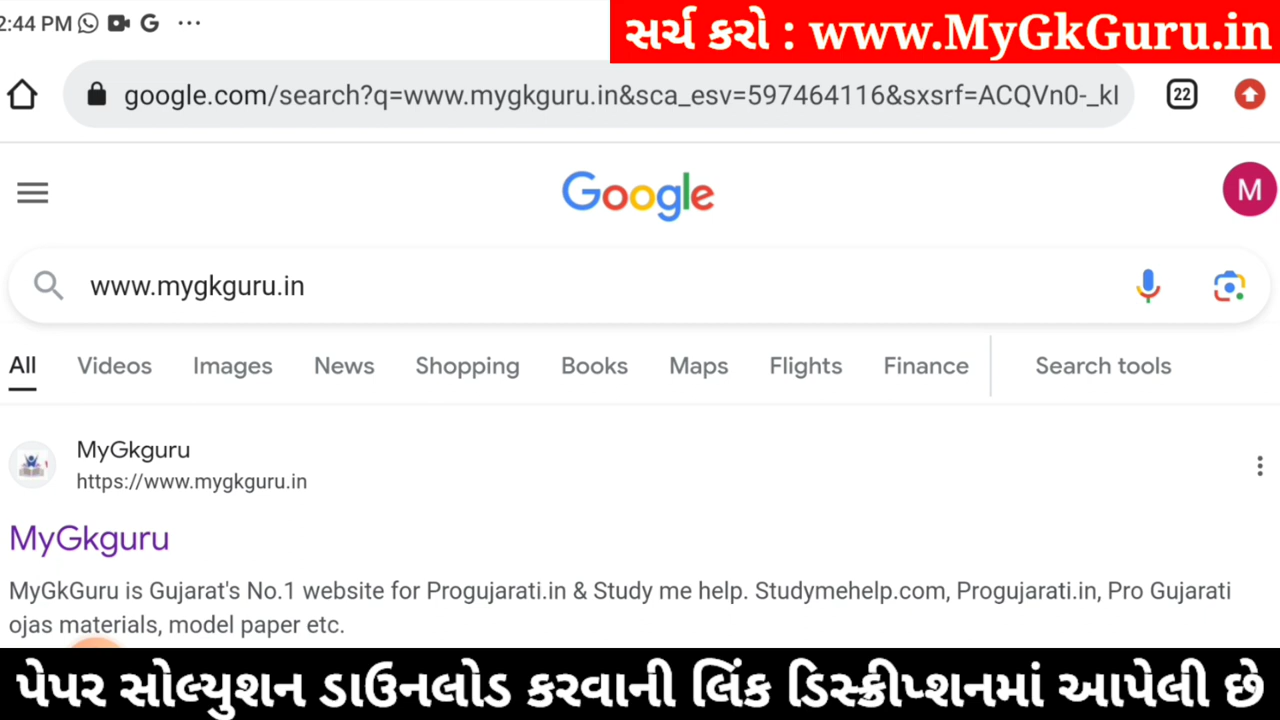 2:44 PM
સર્ચ કરો : www.MyGkGuru.in
google.com/search?q=www.mygkguru.in&sca_esv=597464116&sxsrf=ACQVn0-_kI
22
Google
M
www.mygkguru.in
All Videos Images News Shopping Books Maps Flights Finance Search tools
MyGkguru
https://www.mygkguru.in
MyGkguru
MyGkGuru is Gujarat's No.1 website for Progujarati.in & Study me help. Studymehelp.com, Progujarati.in, Pro Gujarati
ojas materials, model paper etc.
પેપર સોલ્યુશન ડાઉનલોડ કરવાની લિંક ડિસ્ક્રીપ્શનમાં આપેલી છે